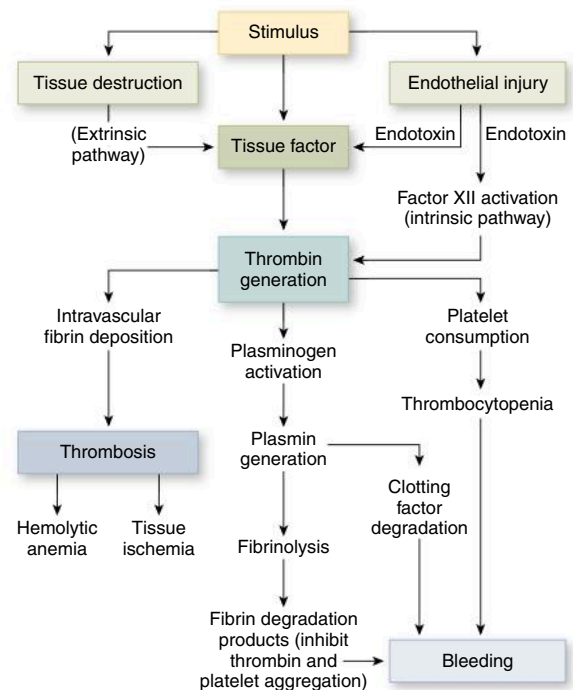 Stimulus
Tissue destruction
Endothelial injury
(Extrinsic
pathway)
Tissue factor
Endotoxin
Endotoxin
Factor XII activation
(intrinsic pathway)
Thrombin
generation
Intravascular
fibrin deposition
Plasminogen
activation
Platelet
consumption
Thrombocytopenia
Thrombosis
Plasmin
generation
Hemolytic
anemia
Tissue
ischemia
Clotting
factor
degradation
Fibrinolysis
Fibrin degradation
products (inhibit
thrombin and
platelet aggregation)
Bleeding